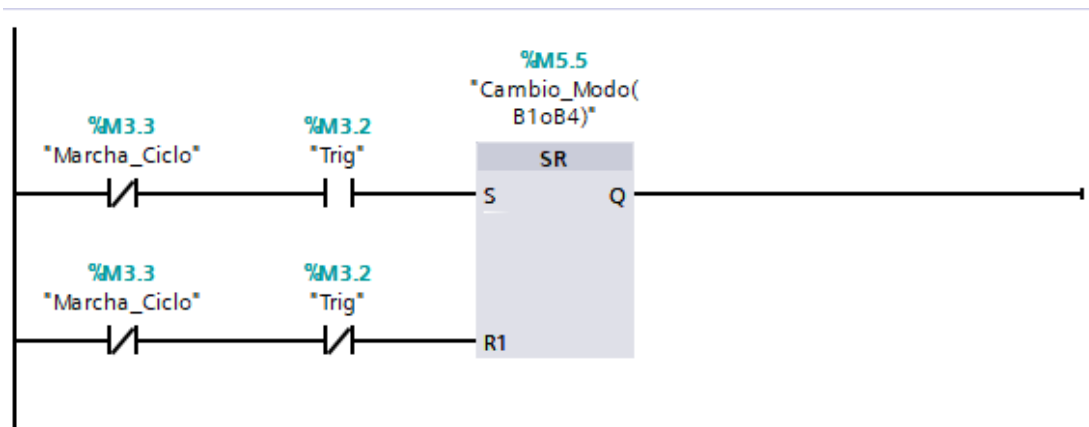 %M5.5
"Cambio_Modo(
B1oB4)"
%M3.3
%M3.2
"Marcha_Ciclo"
"Trig"
SR
S
Q
%M3.3
%M3.2
"Marcha_Ciclo"
"Trig"
R1